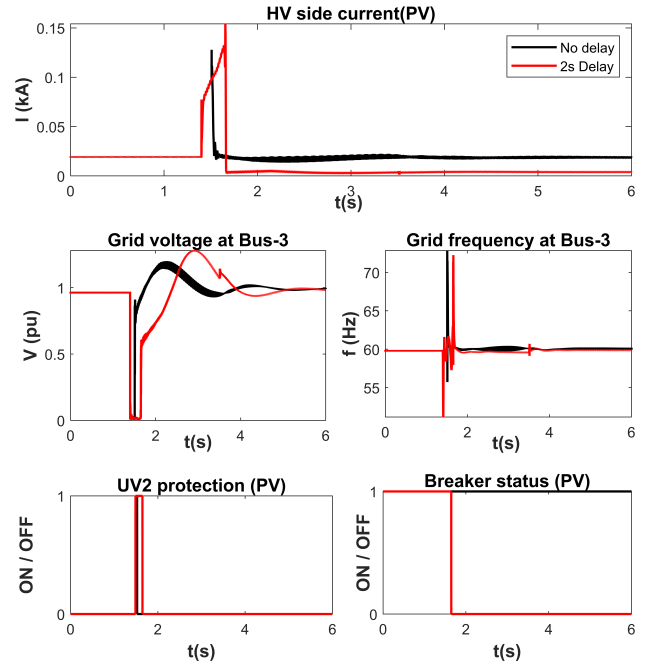 HV side current(PV)
0.15
0.1
0.05
0
I (kA)
No delay
2s Delay
0 1 2 3 4 5 6
t(s)
Grid voltage at Bus-3
1
0.5
0
V (pu)
0 2 4 6
t(s)
Grid frequency at Bus-3
70
65
60
55
f (Hz)
0 2 4 6
t(s)
UV2 protection (PV)
1
0
ON / OFF
0 2 4 6
t(s)
Breaker status (PV)
1
0
ON / OFF
0 2 4 6
t(s)